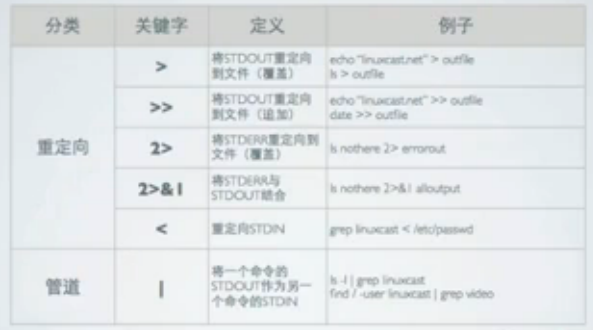 分类 关键字 定义 例子
重定向
>
将STDOUT重定向
到文件（覆盖）
echo "linuxcast.net" > outfile
ls > outfile
>>
将STDOUT重定向
到文件（追加）
echo "linuxcast.net" >> outfile
date >> outfile
2>
将STDERR重定向到
文件（覆盖）
ls nothere 2> errorout
2>&1
将STDERR与
STDOUT结合
ls nothere 2>&1 alloutput
<
重定向STDIN
grep linuxcast < /etc/passwd
管道
|
将一个命令的
STDOUT作为另一
个命令的STDIN
ls -l | grep linuxcast
find / -user linuxcast | grep video